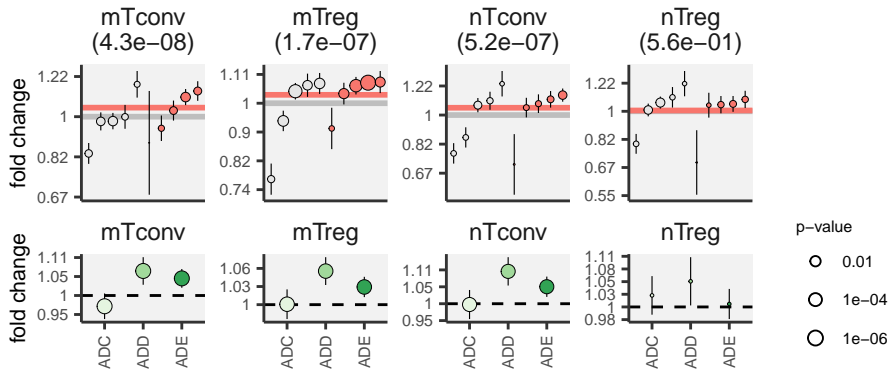 mTconv
(4.3e−08)
mTreg
(1.7e−07)
nTconv
(5.2e−07)
nTreg
(5.6e−01)
fold change
1.22
1
0.82
0.67
1.11
1
0.9
0.82
0.74
1.22
1
0.82
0.67
1.22
1
0.82
0.67
0.55
mTconv
mTreg
nTconv
nTreg
fold change
1.11
1.05
1
0.95
1.06
1.03
1
1.11
1.05
1
0.95
1.11
1.08
1.05
1.03
1
0.98
ADC
ADD
ADE
ADC
ADD
ADE
ADC
ADD
ADE
ADC
ADD
ADE
p−value
0.01
1e−04
1e−06